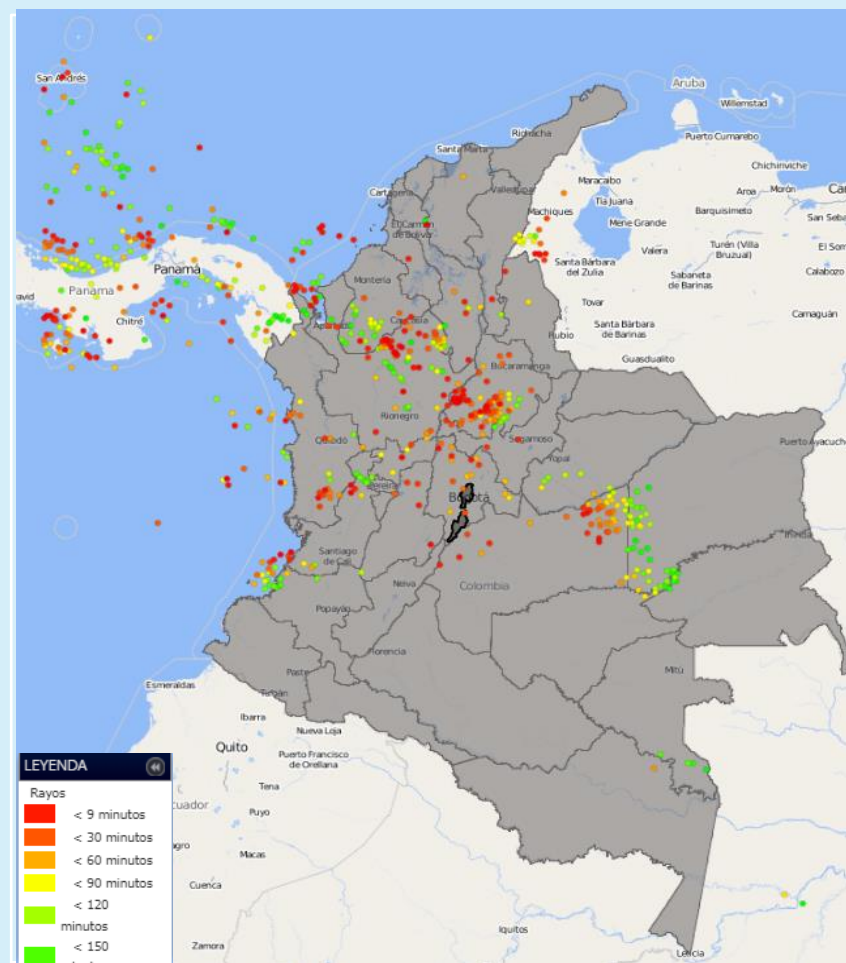 San Andrés
Aruba
Willemstad
Riohacha
Puerto Cumarebo
Santa Marta
Chichiriviche
Maracaibo
Cartagena
Valledupar
Aroa
Morón
Tía Juana
Machiques
Barquisimeto
San Seba
Mene Grande
El Carmen
de Bolívar
Turén (Villa
Bruzual)
El Som
Valera
Panamá
Santa Bárbara
del Zulia
Calabozo
Montería
Sabaneta
de Barinas
Panama
avid
Tovar
Camaguán
Chitré
Caucasia
Santa Bárbara
de Barinas
Rubio
Guasdualito
Bucaramanga
Rionegro
Quibdó
Sogamoso
Puerto Ayacucho
Yopal
Pereira
Bogotá
Inírida
Santiago
de Cali
Colombia
Neiva
Popayán
Florencia
Mitú
Pasto
Esmeraldas
Tulcán
Ibarra
Nueva Loja
Quito
Puerto Francisco
de Orellana
LEYENDA
Rayos
< 9 minutos
< 30 minutos
< 60 minutos
< 90 minutos
< 120
minutos
< 150
Tena
cuador
Puyo
Macas
Cuenca
Zamora
Iquitos
Leticia